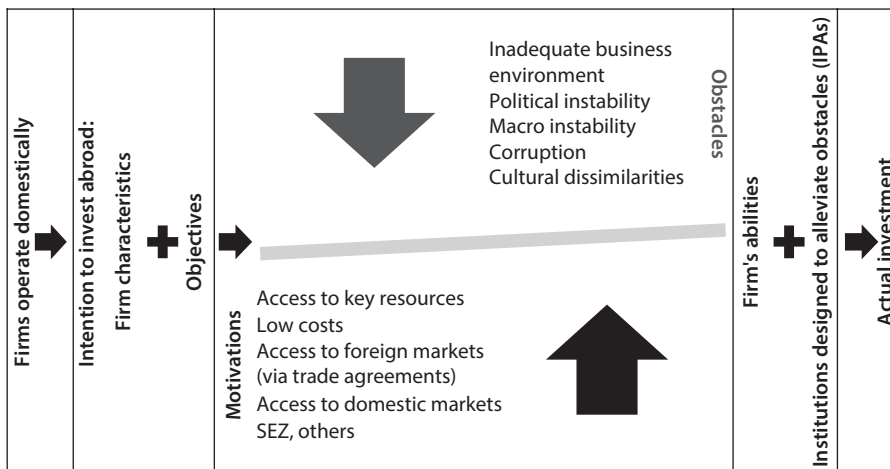 Firms operate domestically
Intention to invest abroad:
Firm characteristics
Objectives
Inadequate business
environment
Political instability
Macro instability
Corruption
Cultural dissimilarities
Obstacles
Motivations
Access to key resources
Low costs
Access to foreign markets
(via trade agreements)
Access to domestic markets
SEZ, others
Firm's abilities
Institutions designed to alleviate obstacles (IPAs)
Actual investment